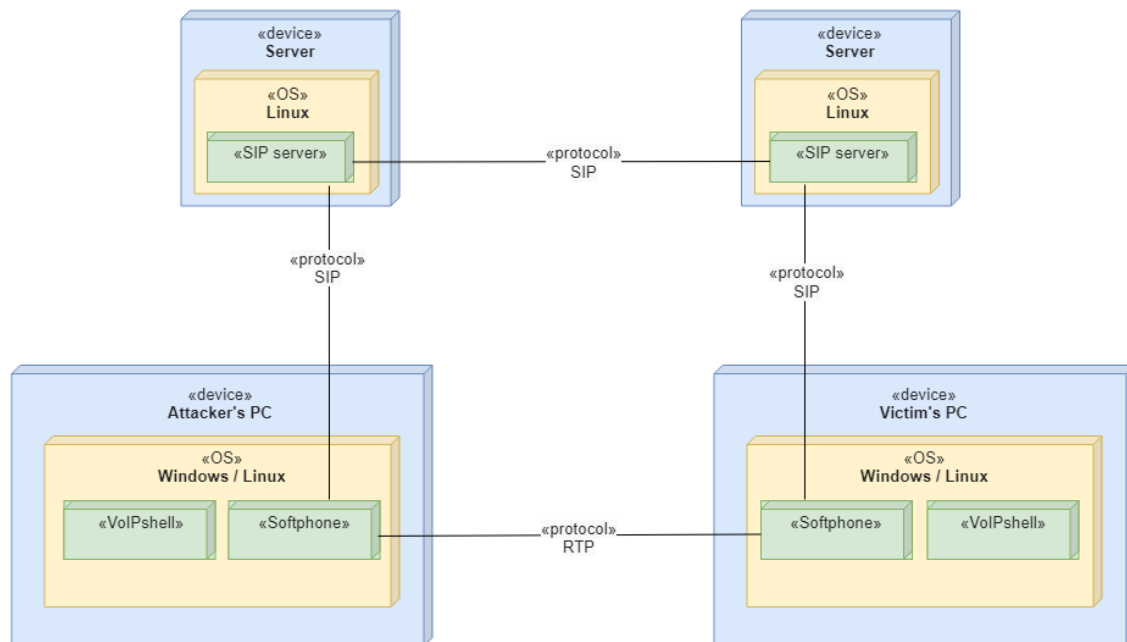 «device»
Server
«OS»
Linux
«SIP server»
«device»
Server
«OS»
Linux
«SIP server»
«protocol»
SIP
«protocol»
SIP
«protocol»
SIP
«device»
Attacker's PC
«OS»
Windows / Linux
«VoIPshell»
«Softphone»
«protocol»
RTP
«device»
Victim's PC
«OS»
Windows / Linux
«Softphone»
«VoIPshell»